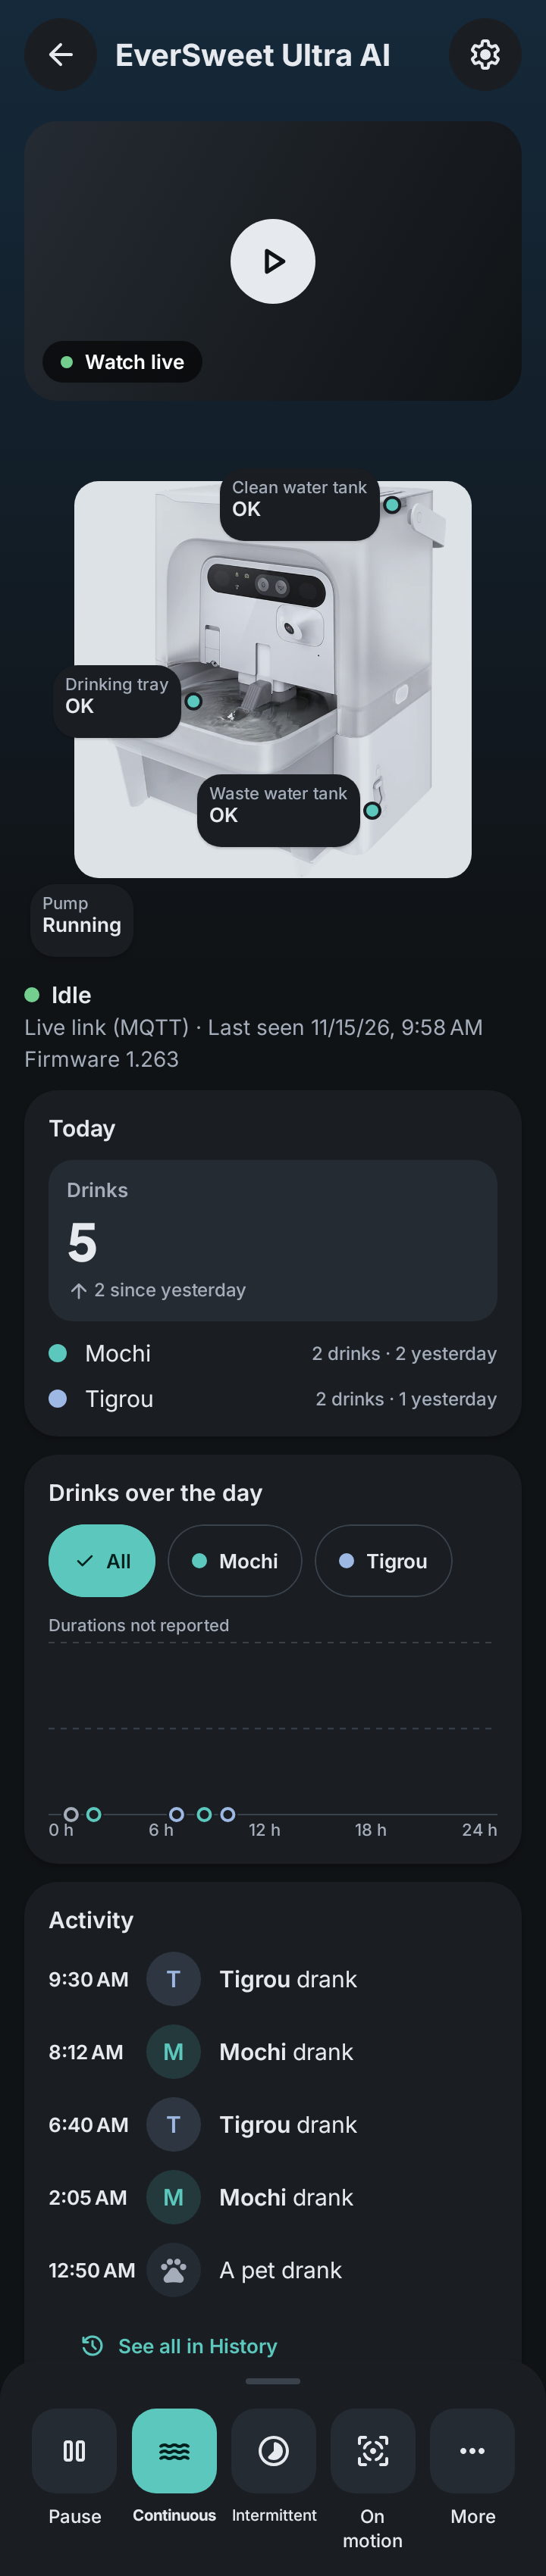 EverSweet Ultra AI
Watch live
Clean water tank
OK
Drinking tray
OK
Waste water tank
OK
Pump
Running
Idle
Live link (MQTT) · Last seen 11/15/26, 9:58 AM
Firmware 1.263
Today
Drinks
5
↑ 2 since yesterday
Mochi 2 drinks · 2 yesterday
Tigrou 2 drinks · 1 yesterday
Drinks over the day
All Mochi Tigrou
Durations not reported
0 h 6 h 12 h 18 h 24 h
Activity
9:30 AM T Tigrou drank
8:12 AM M Mochi drank
6:40 AM T Tigrou drank
2:05 AM M Mochi drank
12:50 AM A pet drank
See all in History
Pause Continuous Intermittent On motion More